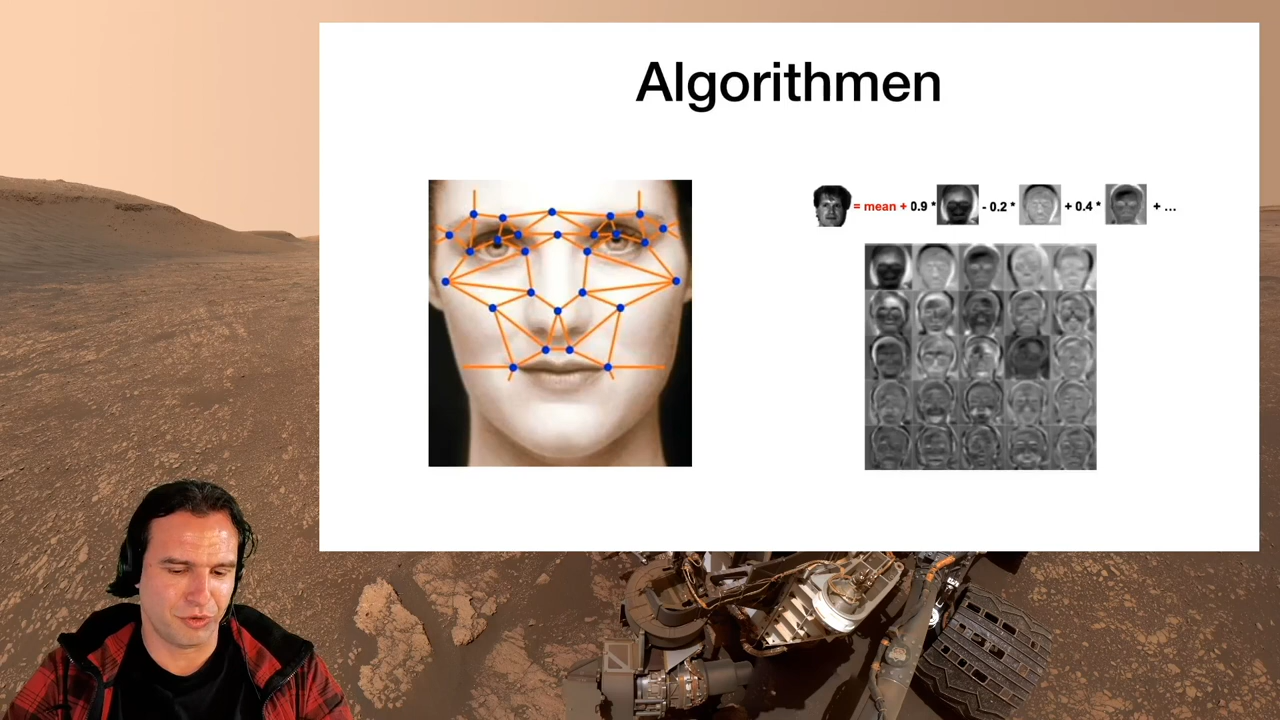 Algorithmen
= mean + 0.9 * - 0.2 * + 0.4 * + ...